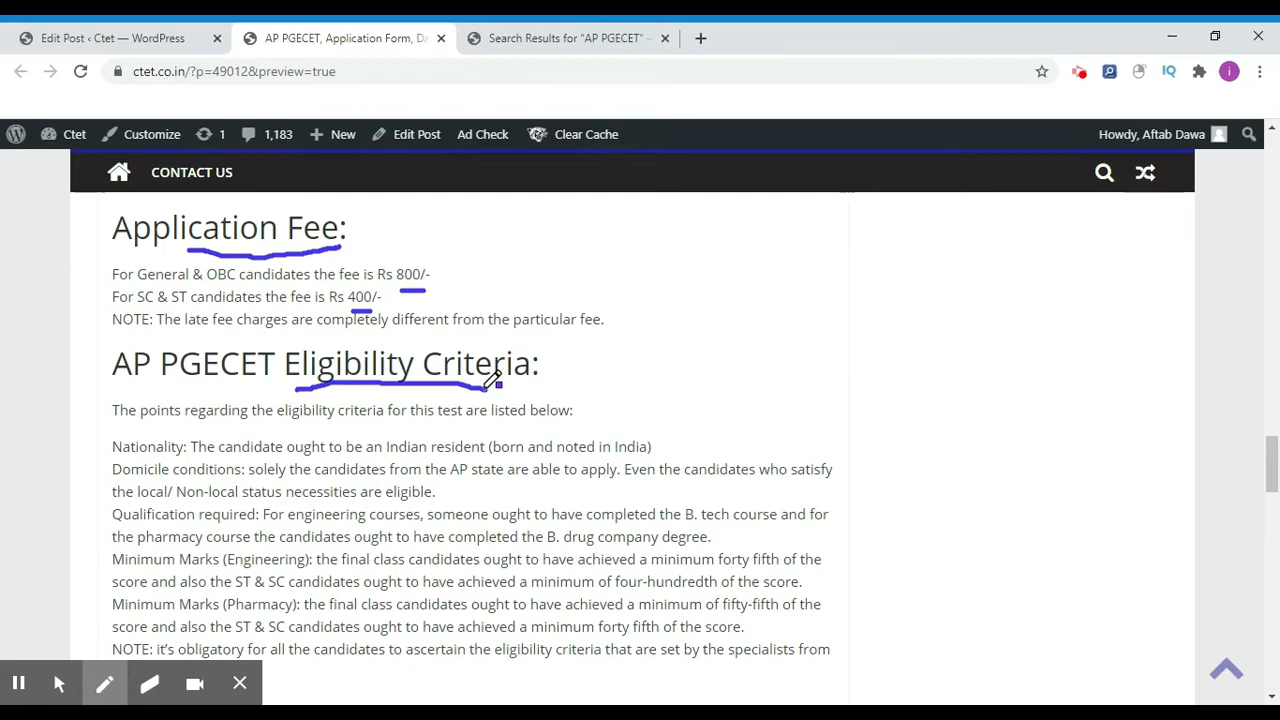 Edit Post ‹ Ctet — WordPress
AP PGECET, Application Form, Da
Search Results for "AP PGECET" –
ctet.co.in/?p=49012&preview=true
IQ
i
Ctet
Customize
1
1,183
New
Edit Post
Ad Check
Clear Cache
Howdy, Aftab Dawa
CONTACT US
Application Fee:
For General & OBC candidates the fee is Rs 800/-
For SC & ST candidates the fee is Rs 400/-
NOTE: The late fee charges are completely different from the particular fee.
AP PGECET Eligibility Criteria:
The points regarding the eligibility criteria for this test are listed below:
Nationality: The candidate ought to be an Indian resident (born and noted in India)
Domicile conditions: solely the candidates from the AP state are able to apply. Even the candidates who satisfy
the local/ Non-local status necessities are eligible.
Qualification required: For engineering courses, someone ought to have completed the B. tech course and for
the pharmacy course the candidates ought to have completed the B. drug company degree.
Minimum Marks (Engineering): the final class candidates ought to have achieved a minimum forty fifth of the
score and also the ST & SC candidates ought to have achieved a minimum of four-hundredth of the score.
Minimum Marks (Pharmacy): the final class candidates ought to have achieved a minimum of fifty-fifth of the
score and also the ST & SC candidates ought to have achieved a minimum forty fifth of the score.
NOTE: it's obligatory for all the candidates to ascertain the eligibility criteria that are set by the specialists from